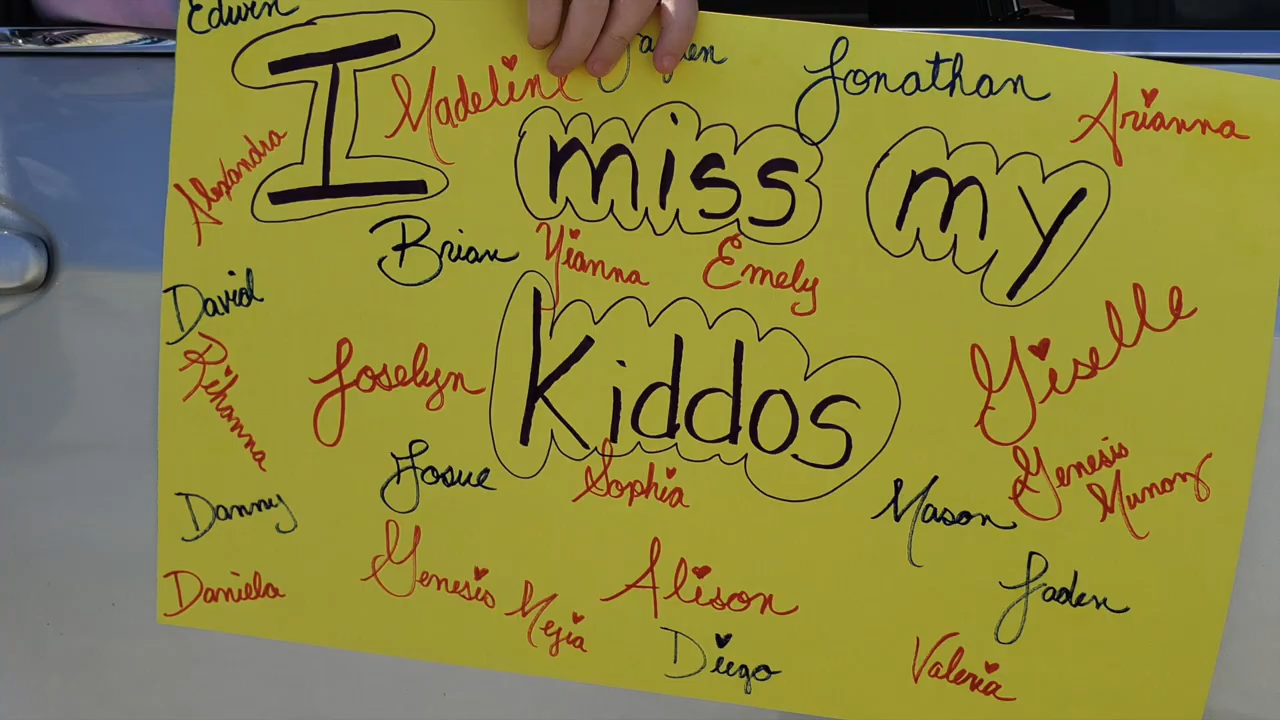 Edwin
I miss my
Kiddos
Madeline
Jonathan
Arianna
Alexandra
Brian
Yianna
Emely
David
Giselle
Rihanna
Joselyn
Josue
Sophia
Genesis
Munoz
Mason
Danny
Genesis Mejia
Alison
Jaden
Daniela
Diego
Valeria